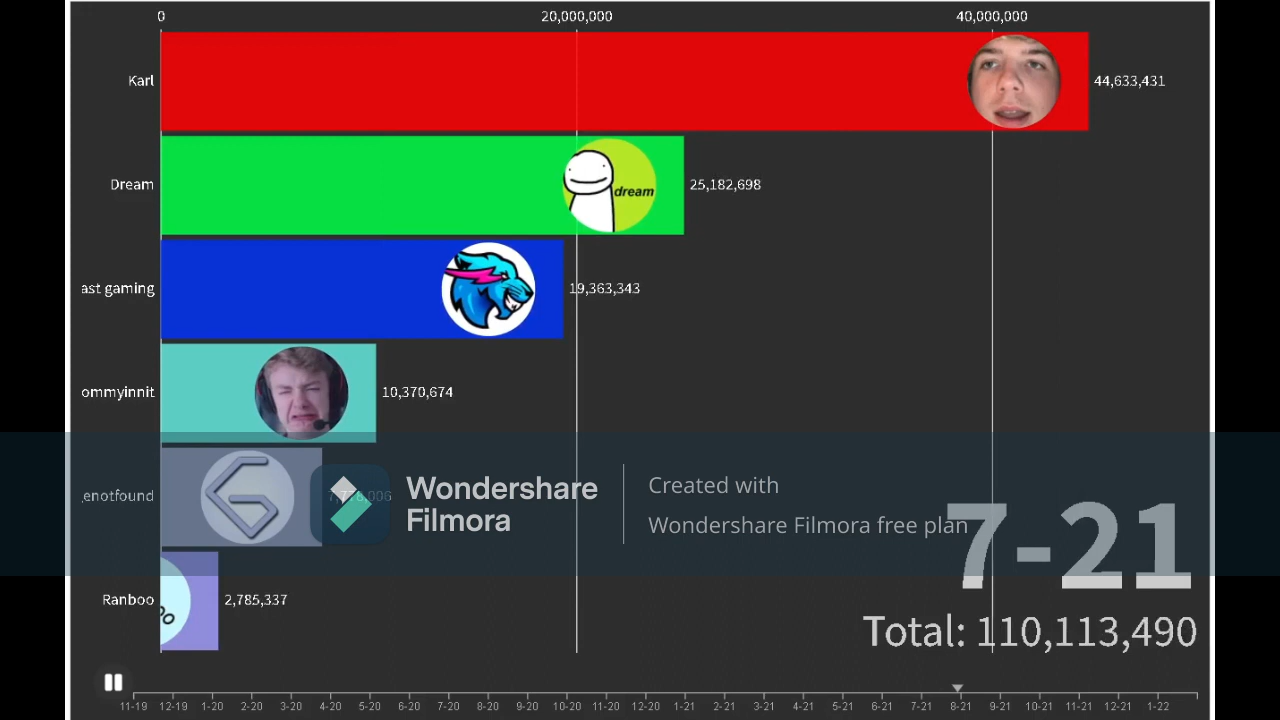 0 20,000,000 40,000,000
Karl 44,633,431
dream
Dream 25,182,698
ast gaming 19,363,343
ommyinnit 10,370,674
enotfound 7,778,006
Wondershare
Filmora
Created with
Wondershare Filmora free plan
7-21
Ranboo 2,785,337
Total: 110,113,490
11-19 12-19 1-20 2-20 3-20 4-20 5-20 6-20 7-20 8-20 9-20 10-20 11-20 12-20 1-21 2-21 3-21 4-21 5-21 6-21 7-21 8-21 9-21 10-21 11-21 12-21 1-22